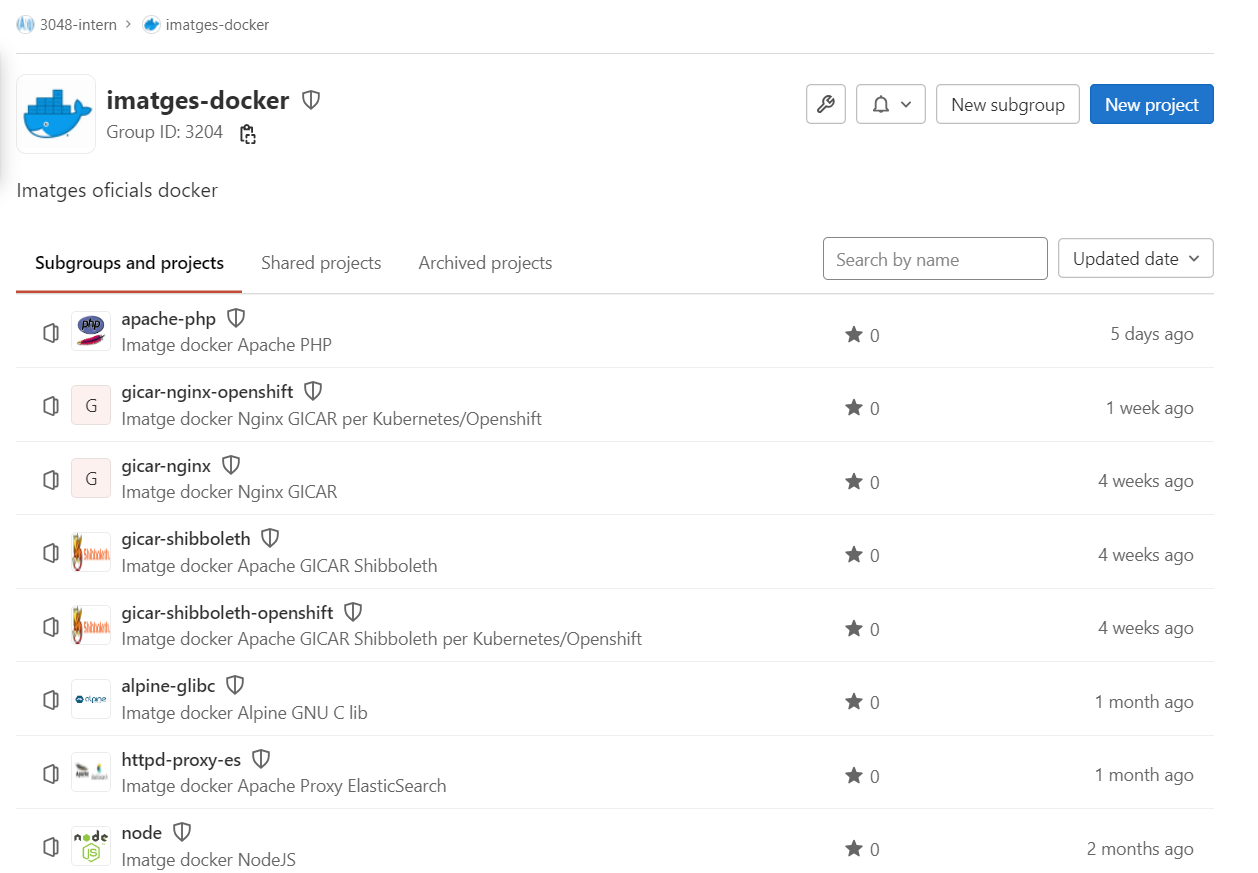 3048-intern > imatges-docker
imatges-docker
Group ID: 3204
New subgroup
New project
Imatges oficials docker
Subgroups and projects
Shared projects
Archived projects
Search by name
Updated date
php
apache-php
Imatge docker Apache PHP
0
5 days ago
G
gicar-nginx-openshift
Imatge docker Nginx GICAR per Kubernetes/Openshift
0
1 week ago
G
gicar-nginx
Imatge docker Nginx GICAR
0
4 weeks ago
Shibboleth
gicar-shibboleth
Imatge docker Apache GICAR Shibboleth
0
4 weeks ago
Shibboleth
gicar-shibboleth-openshift
Imatge docker Apache GICAR Shibboleth per Kubernetes/Openshift
0
4 weeks ago
alpine
alpine-glibc
Imatge docker Alpine GNU C lib
0
1 month ago
httpd-proxy-es
Imatge docker Apache Proxy ElasticSearch
0
1 month ago
node
JS
node
Imatge docker NodeJS
0
2 months ago